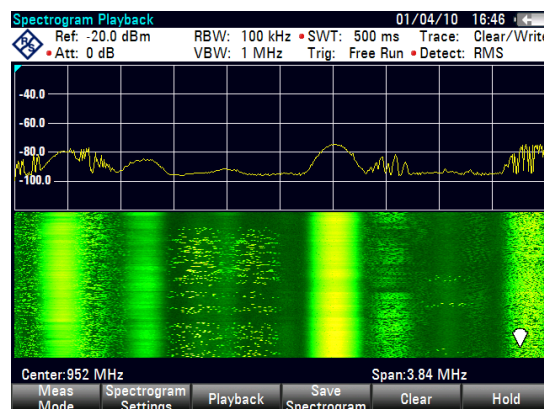 Spectrogram Playback 01/04/10 16:46
Ref: -20.0 dBm RBW: 100 kHz SWT: 500 ms Trace: Clear/Write
Att: 0 dB VBW: 1 MHz Trig: Free Run Detect: RMS
-40.0
-60.0
-80.0
-100.0
Center:952 MHz Span:3.84 MHz
Meas Mode Spectrogram Settings Playback Save Spectrogram Clear Hold